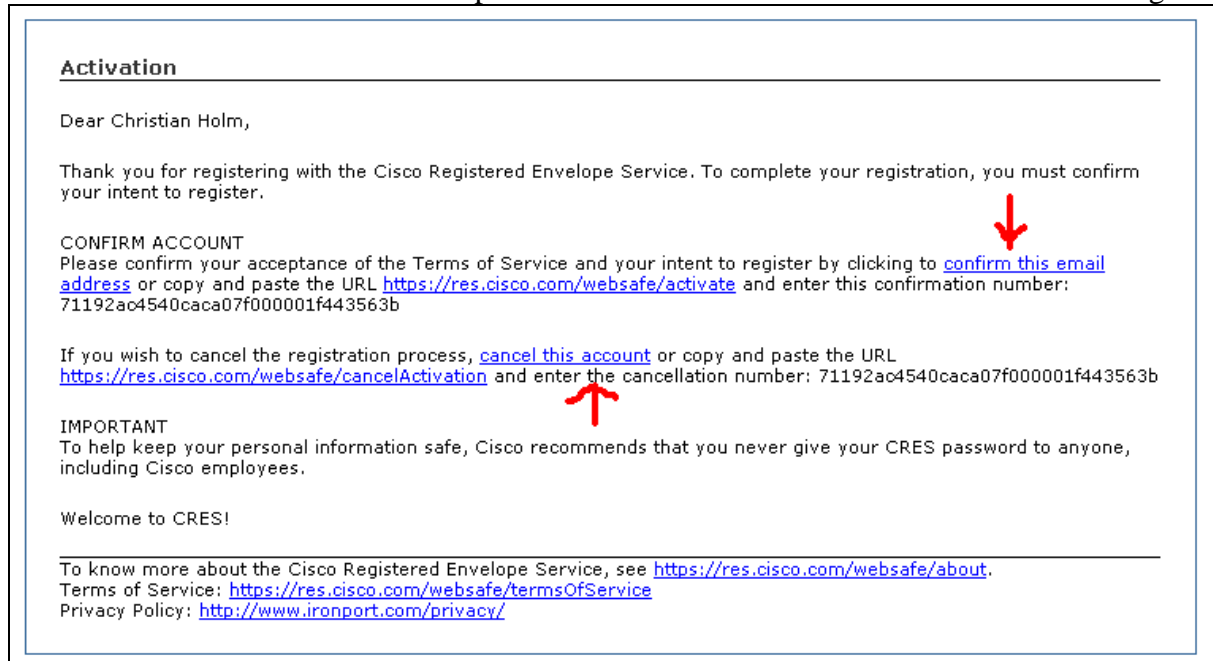 Activation
Dear Christian Holm,
Thank you for registering with the Cisco Registered Envelope Service. To complete your registration, you must confirm
your intent to register.
CONFIRM ACCOUNT
Please confirm your acceptance of the Terms of Service and your intent to register by clicking to confirm this email
address or copy and paste the URL https://res.cisco.com/websafe/activate and enter this confirmation number:
71192ac4540caca07f000001f443563b
If you wish to cancel the registration process, cancel this account or copy and paste the URL
https://res.cisco.com/websafe/cancelActivation and enter the cancellation number: 71192ac4540caca07f000001f443563b
IMPORTANT
To help keep your personal information safe, Cisco recommends that you never give your CRES password to anyone,
including Cisco employees.
Welcome to CRES!
To know more about the Cisco Registered Envelope Service, see https://res.cisco.com/websafe/about.
Terms of Service: https://res.cisco.com/websafe/termsOfService
Privacy Policy: http://www.ironport.com/privacy/